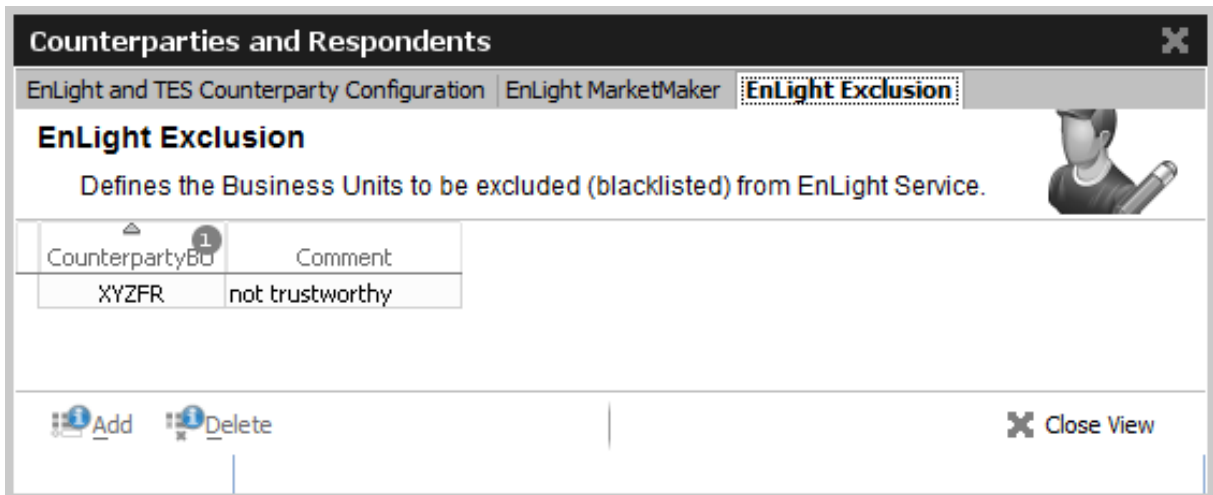 Counterparties and Respondents
EnLight and TES Counterparty Configuration EnLight MarketMaker EnLight Exclusion
EnLight Exclusion
Defines the Business Units to be excluded (blacklisted) from EnLight Service.
CounterpartyBU 1 Comment
XYZFR not trustworthy
Add Delete Close View